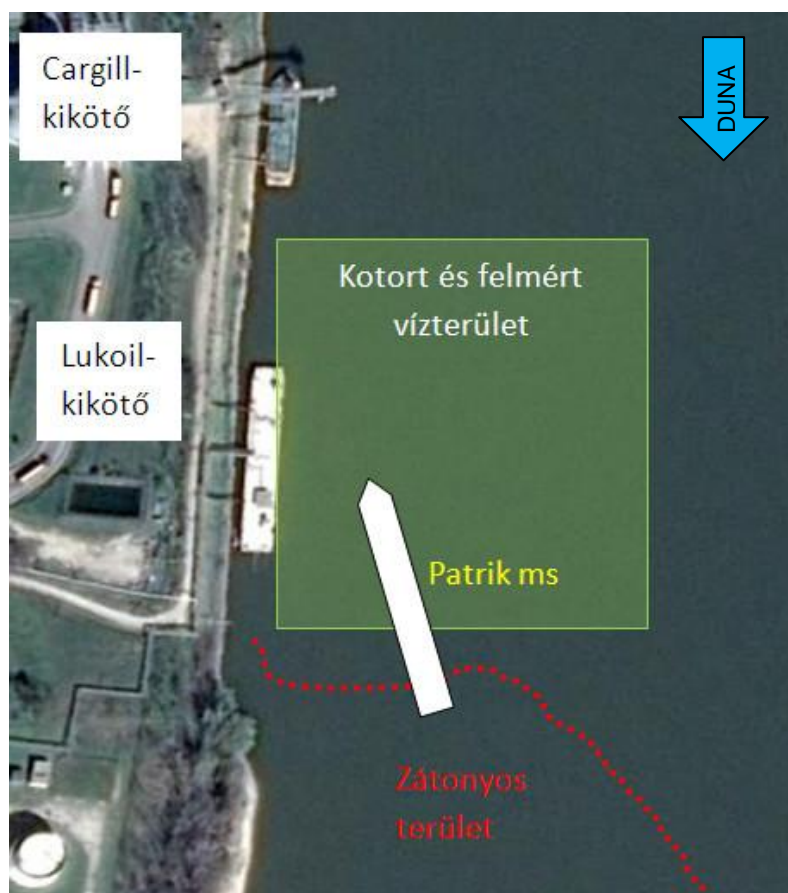 Cargill-
kikötő
DUNA
Kotort és felmért
vízterület
Lukoil-
kikötő
Patrik ms
Zátonyos
terület